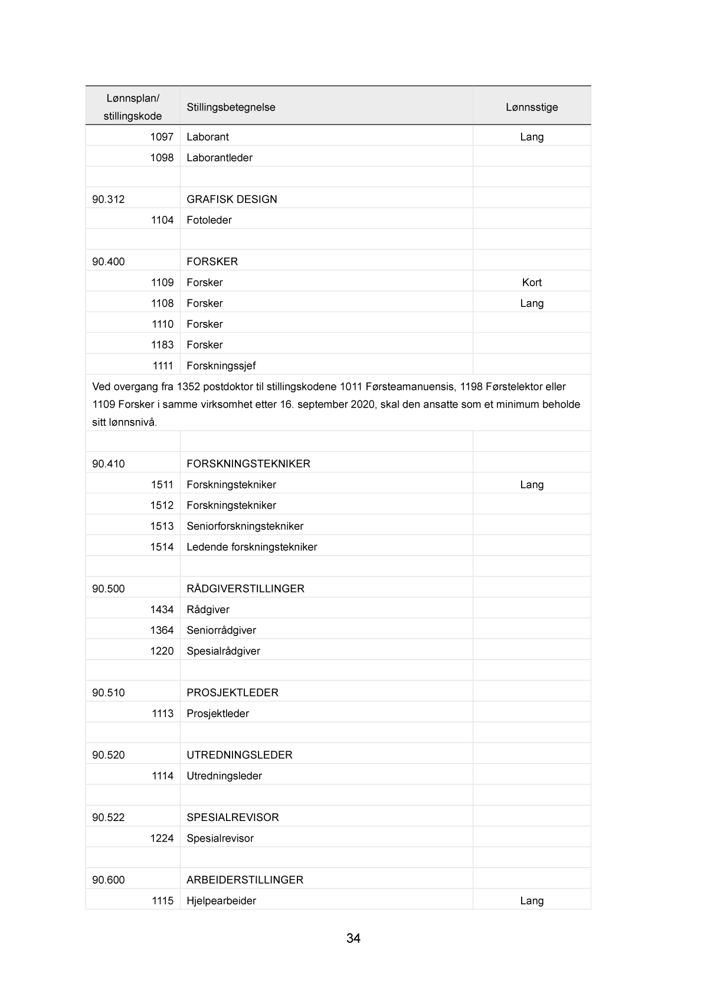 Lønnsplan/
stillingskode Stillingsbetegnelse Lønnsstige
1097 Laborant Lang
1098 Laborantleder
90.312 GRAFISK DESIGN
1104 Fotoleder
90.400 FORSKER
1109 Forsker Kort
1108 Forsker Lang
1110 Forsker
1183 Forsker
1111 Forskningssjef
Ved overgang fra 1352 postdoktor til stillingskodene 1011 Førsteamanuensis, 1198 Førstelektor eller
1109 Forsker i samme virksomhet etter 16. september 2020, skal den ansatte som et minimum beholde
sitt lønnsnivå.
90.410 FORSKNINGSTEKNIKER
1511 Forskningstekniker Lang
1512 Forskningstekniker
1513 Seniorforskningstekniker
1514 Ledende forskningstekniker
90.500 RÅDGIVERSTILLINGER
1434 Rådgiver
1364 Seniorrådgiver
1220 Spesialrådgiver
90.510 PROSJEKTLEDER
1113 Prosjektleder
90.520 UTREDNINGSLEDER
1114 Utredningsleder
90.522 SPESIALREVISOR
1224 Spesialrevisor
90.600 ARBEIDERSTILLINGER
1115 Hjelpearbeider Lang
34